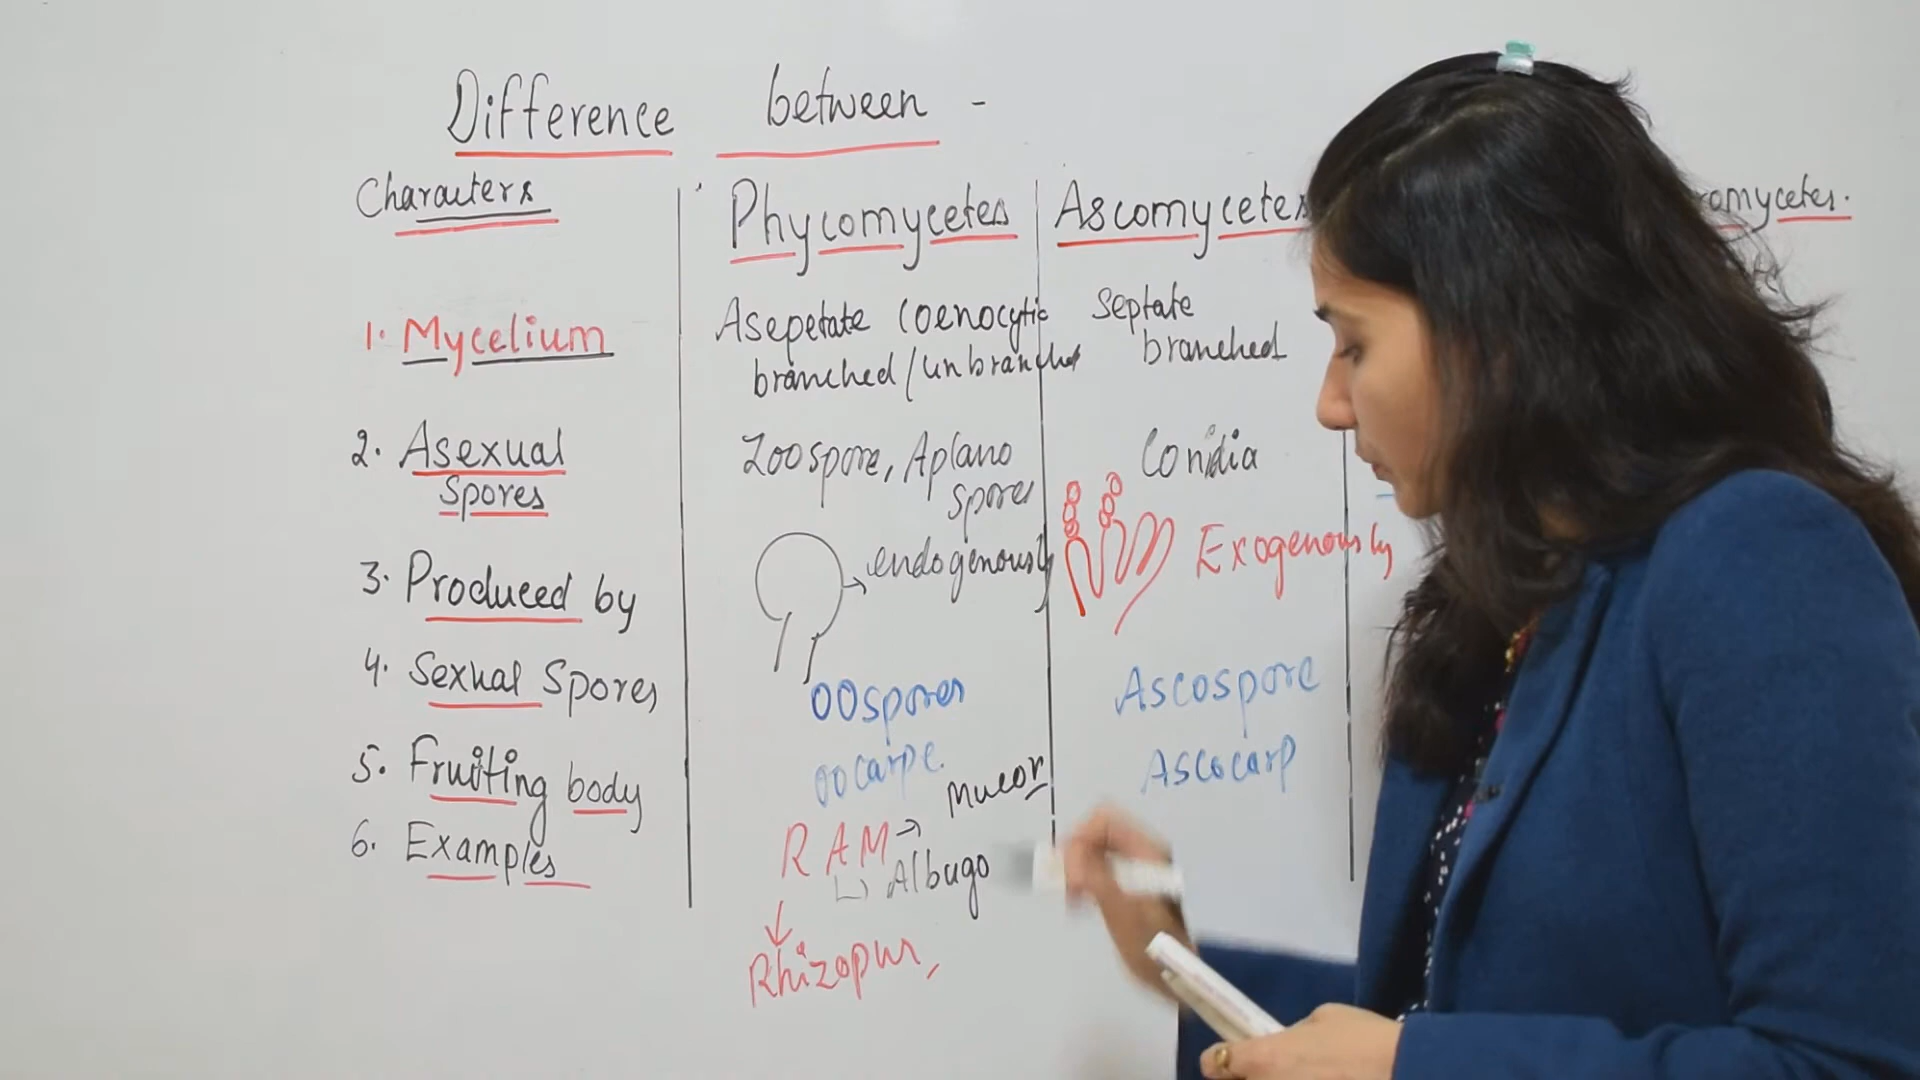 Difference between -
Characters Phycomycetes Ascomycetes omycetes.
1. Mycelium Asepetate Coenocytic Septate
branched/unbranched branched
2. Asexual Zoospore, Aplano Conidia
Spores spores
3. Produced by endogenously Exogenously
4. Sexual Spores Oospores Ascospore
5. Fruiting body oocarpe. Ascocarp
Mucor
6. Examples RAM
Albugo
Rhizopus,